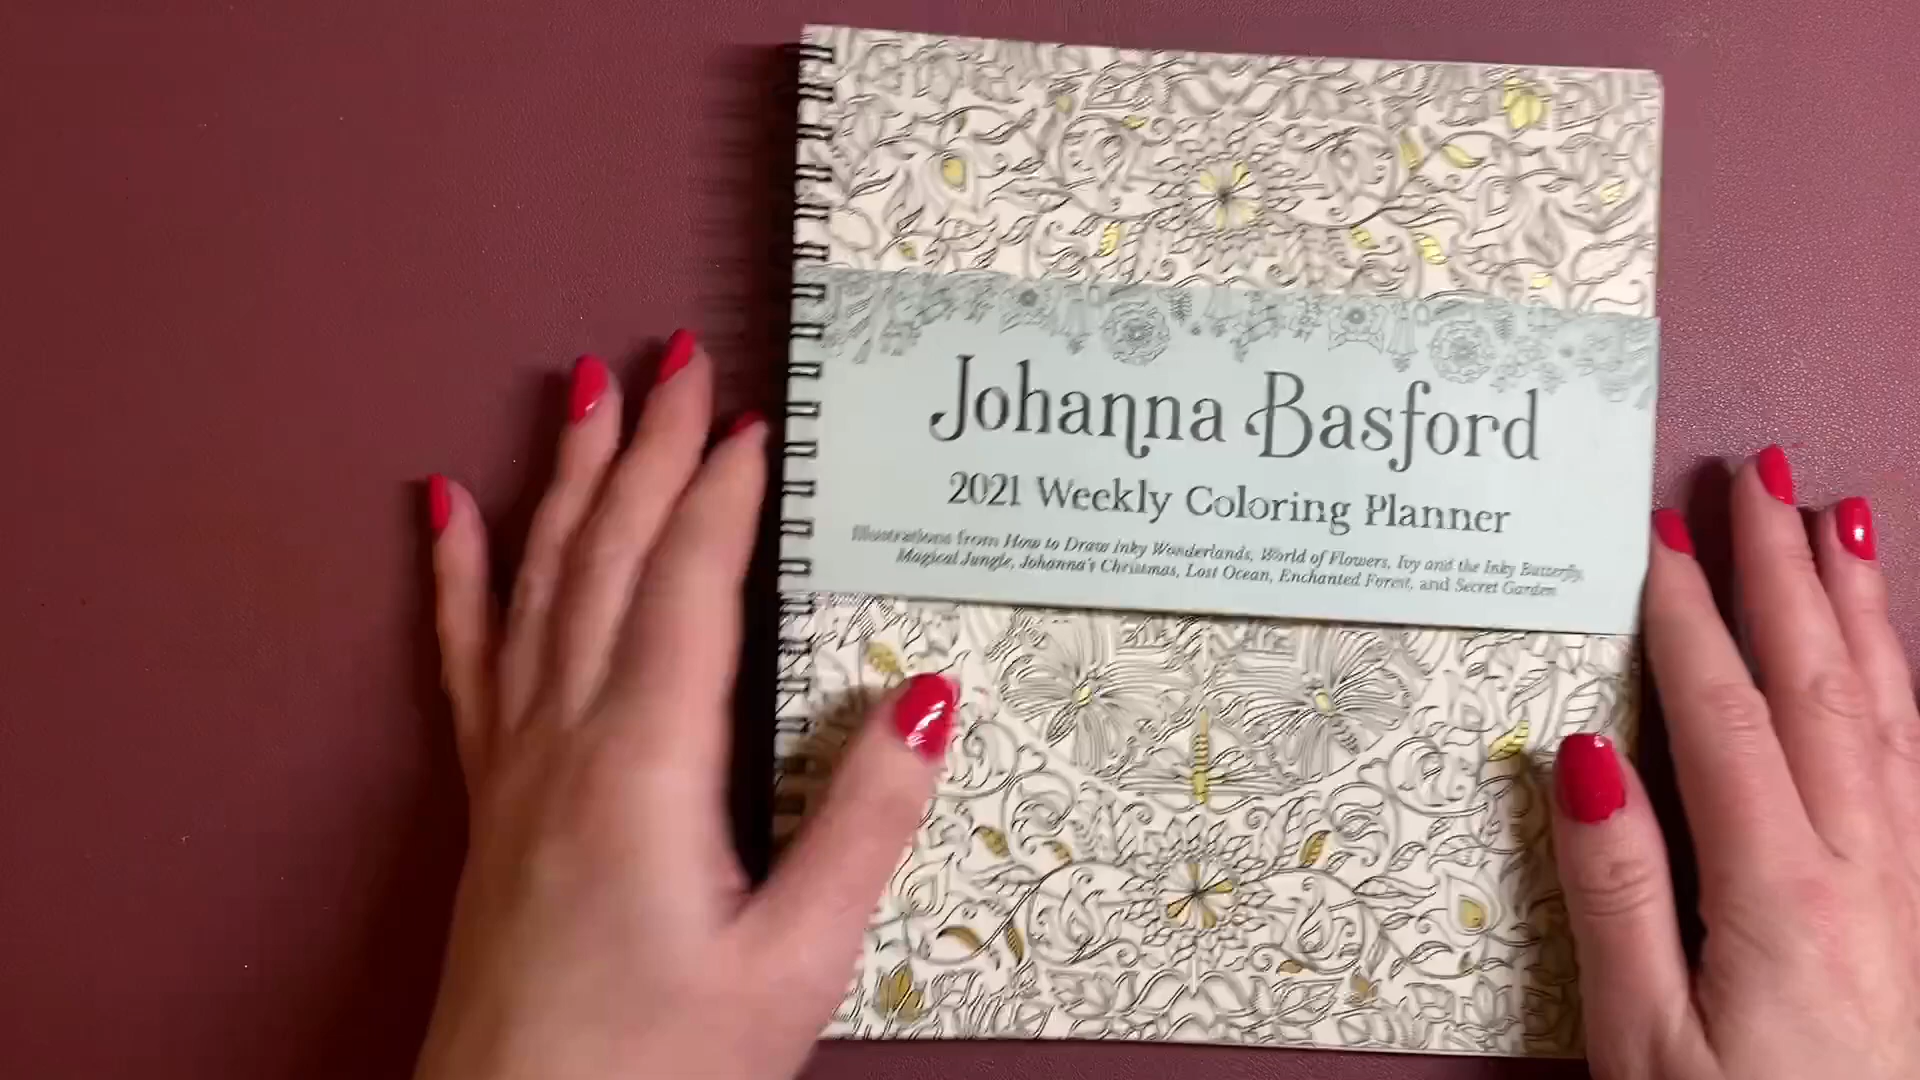 Johanna Basford
2021 Weekly Coloring Planner
Illustrations from How to Draw Inky Wonderlands, World of Flowers, Ivy and the Inky Butterfly,
Magical Jungle, Johanna's Christmas, Lost Ocean, Enchanted Forest, and Secret Garden